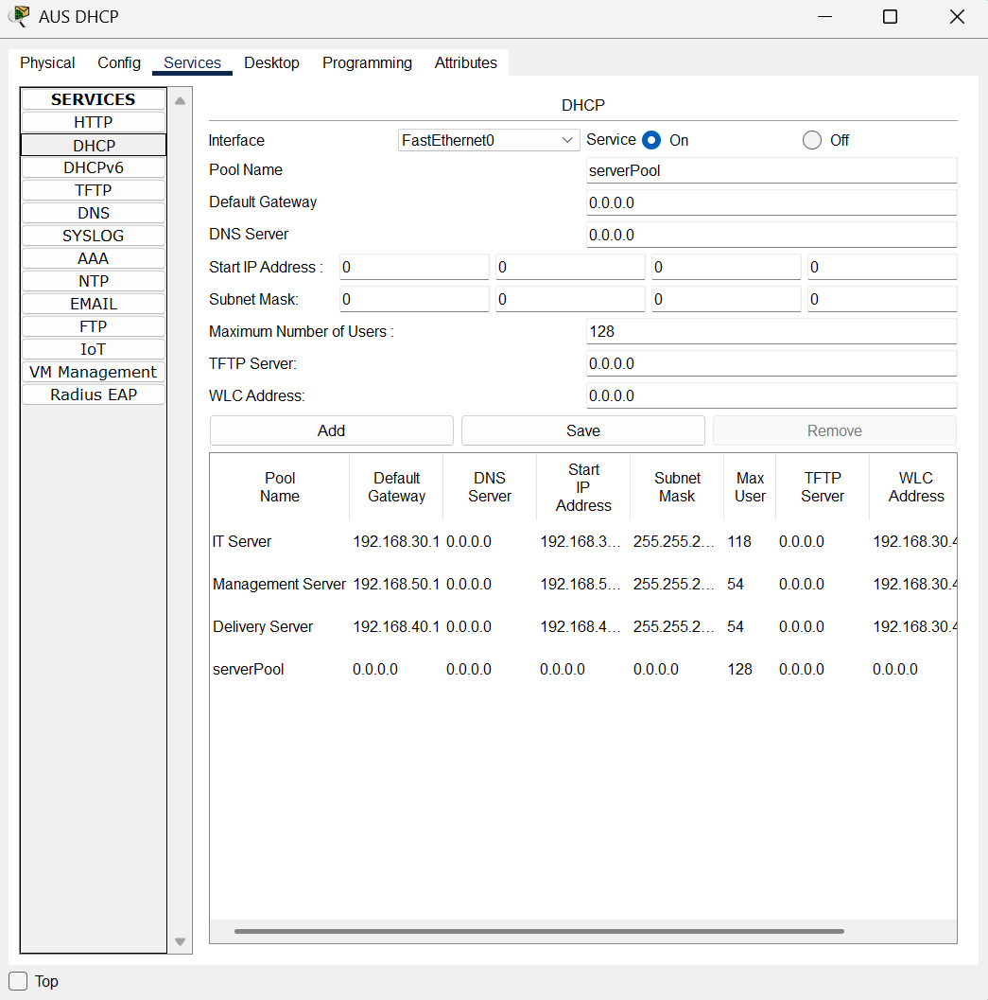 AUS DHCP
Physical Config Services Desktop Programming Attributes
SERVICES
HTTP
DHCP
DHCPv6
TFTP
DNS
SYSLOG
AAA
NTP
EMAIL
FTP
IoT
VM Management
Radius EAP
DHCP
Interface FastEthernet0 Service On Off
Pool Name serverPool
Default Gateway 0.0.0.0
DNS Server 0.0.0.0
Start IP Address : 0 0 0 0
Subnet Mask: 0 0 0 0
Maximum Number of Users : 128
TFTP Server: 0.0.0.0
WLC Address: 0.0.0.0
Add Save Remove
Pool Name Default Gateway DNS Server Start IP Address Subnet Mask Max User TFTP Server WLC Address
IT Server 192.168.30.1 0.0.0.0 192.168.3... 255.255.2... 118 0.0.0.0 192.168.30.4
Management Server 192.168.50.1 0.0.0.0 192.168.5... 255.255.2... 54 0.0.0.0 192.168.30.4
Delivery Server 192.168.40.1 0.0.0.0 192.168.4... 255.255.2... 54 0.0.0.0 192.168.30.4
serverPool 0.0.0.0 0.0.0.0 0.0.0.0 0.0.0.0 128 0.0.0.0 0.0.0.0
Top